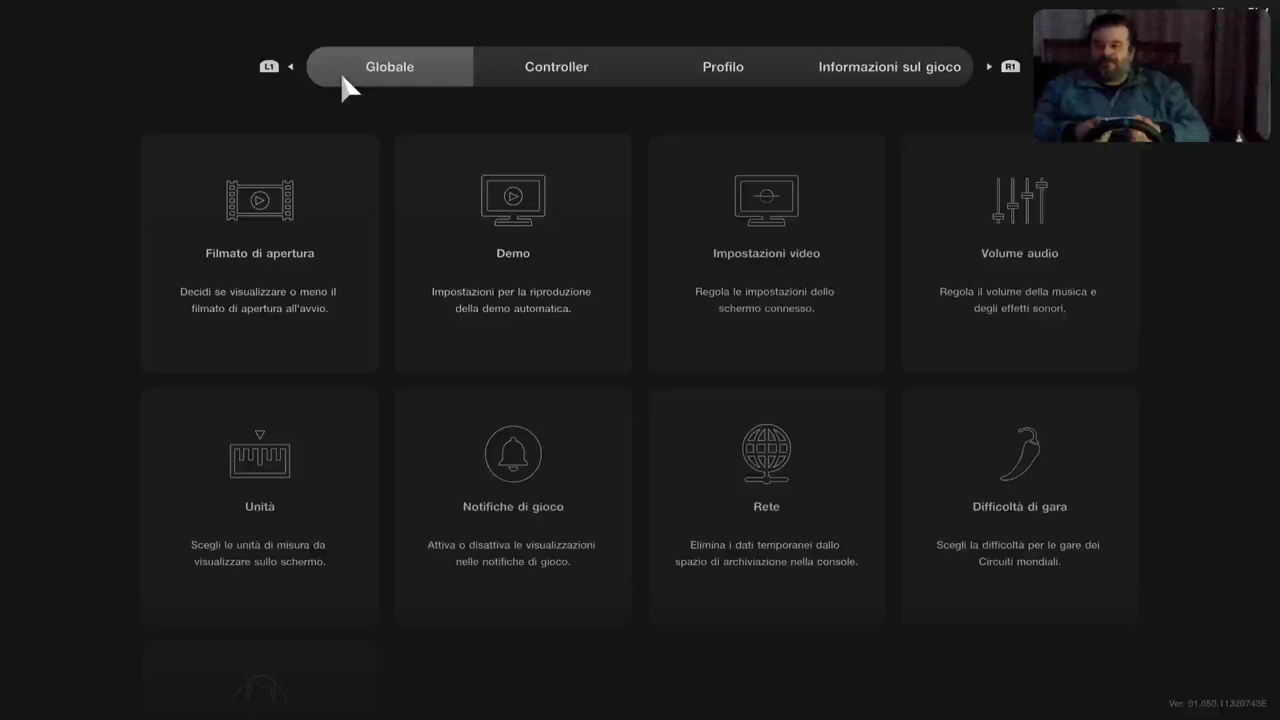 L1 Globale Controller Profilo Informazioni sul gioco R1
Filmato di apertura
Decidi se visualizzare o meno il
filmato di apertura all'avvio.
Demo
Impostazioni per la riproduzione
della demo automatica.
Impostazioni video
Regola le impostazioni dello
schermo connesso.
Volume audio
Regola il volume della musica e
degli effetti sonori.
Unità
Scegli le unità di misura da
visualizzare sullo schermo.
Notifiche di gioco
Attiva o disattiva le visualizzazioni
nelle notifiche di gioco.
Rete
Elimina i dati temporanei dallo
spazio di archiviazione nella console.
Difficoltà di gara
Scegli la difficoltà per le gare dei
Circuiti mondiali.
Ver. 01.050.11320743E